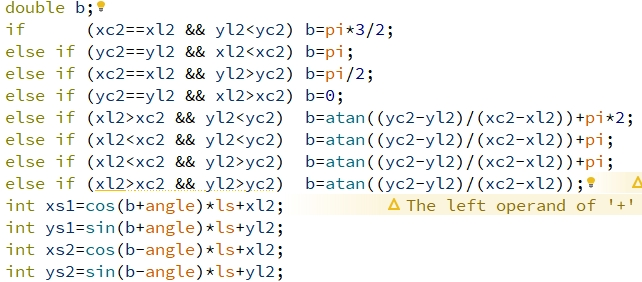 double b;
if      (xc2==xl2 && yl2<yc2) b=pi*3/2;
else if (yc2==yl2 && xl2<xc2) b=pi;
else if (xc2==xl2 && yl2>yc2) b=pi/2;
else if (yc2==yl2 && xl2>xc2) b=0;
else if (xl2>xc2 && yl2<yc2)  b=atan((yc2-yl2)/(xc2-xl2))+pi*2;
else if (xl2<xc2 && yl2<yc2)  b=atan((yc2-yl2)/(xc2-xl2))+pi;
else if (xl2<xc2 && yl2>yc2)  b=atan((yc2-yl2)/(xc2-xl2))+pi;
else if (xl2>xc2 && yl2>yc2)  b=atan((yc2-yl2)/(xc2-xl2));
int xs1=cos(b+angle)*ls+xl2; The left operand of '+'
int ys1=sin(b+angle)*ls+yl2;
int xs2=cos(b-angle)*ls+xl2;
int ys2=sin(b-angle)*ls+yl2;